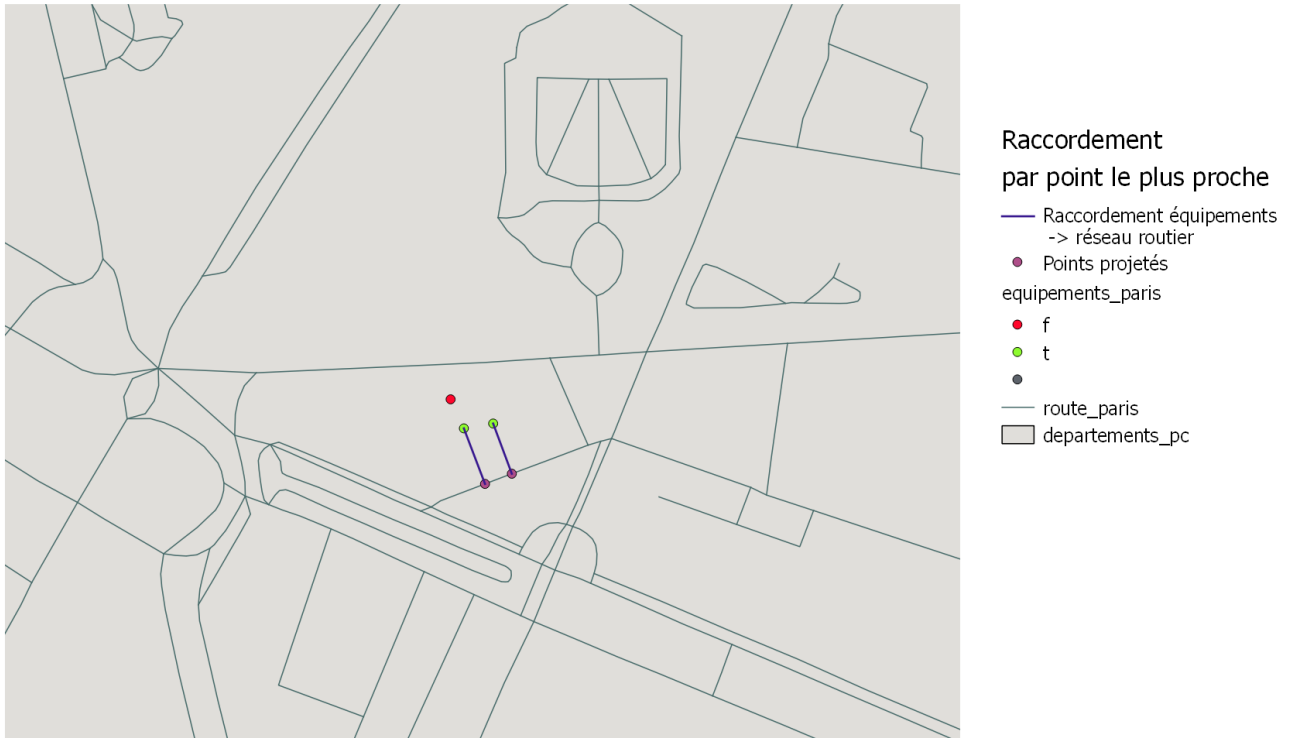 Raccordement
par point le plus proche
Raccordement équipements
-> réseau routier
Points projetés
equipements_paris
f
t
route_paris
departements_pc